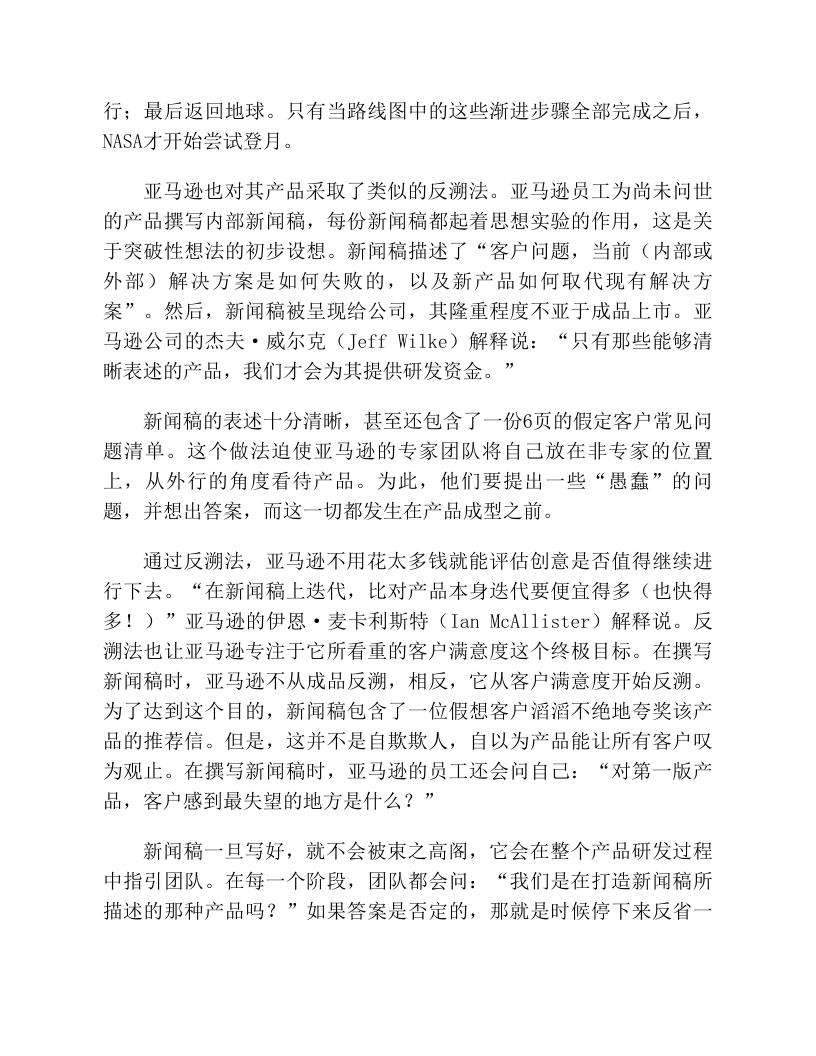 行；最后返回地球。只有当路线图中的这些渐进步骤全部完成之后，
NASA才开始尝试登月。
亚马逊也对其产品采取了类似的反溯法。亚马逊员工为尚未问世
的产品撰写内部新闻稿，每份新闻稿都起着思想实验的作用，这是关
于突破性想法的初步设想。新闻稿描述了“客户问题，当前（内部或
外部）解决方案是如何失败的，以及新产品如何取代现有解决方
案”。然后，新闻稿被呈现给公司，其隆重程度不亚于成品上市。亚
马逊公司的杰夫·威尔克（Jeff Wilke）解释说：“只有那些能够清
晰表述的产品，我们才会为其提供研发资金。”
新闻稿的表述十分清晰，甚至还包含了一份6页的假定客户常见问
题清单。这个做法迫使亚马逊的专家团队将自己放在非专家的位置
上，从外行的角度看待产品。为此，他们要提出一些“愚蠢”的问
题，并想出答案，而这一切都发生在产品成型之前。
通过反溯法，亚马逊不用花太多钱就能评估创意是否值得继续进
行下去。“在新闻稿上迭代，比对产品本身迭代要便宜得多（也快得
多！）”亚马逊的伊恩·麦卡利斯特（Ian McAllister）解释说。反
溯法也让亚马逊专注于它所看重的客户满意度这个终极目标。在撰写
新闻稿时，亚马逊不从成品反溯，相反，它从客户满意度开始反溯。
为了达到这个目的，新闻稿包含了一位假想客户滔滔不绝地夸奖该产
品的推荐信。但是，这并不是自欺欺人，自以为产品能让所有客户叹
为观止。在撰写新闻稿时，亚马逊的员工还会问自己：“对第一版产
品，客户感到最失望的地方是什么？”
新闻稿一旦写好，就不会被束之高阁，它会在整个产品研发过程
中指引团队。在每一个阶段，团队都会问：“我们是在打造新闻稿所
描述的那种产品吗？”如果答案是否定的，那就是时候停下来反省一